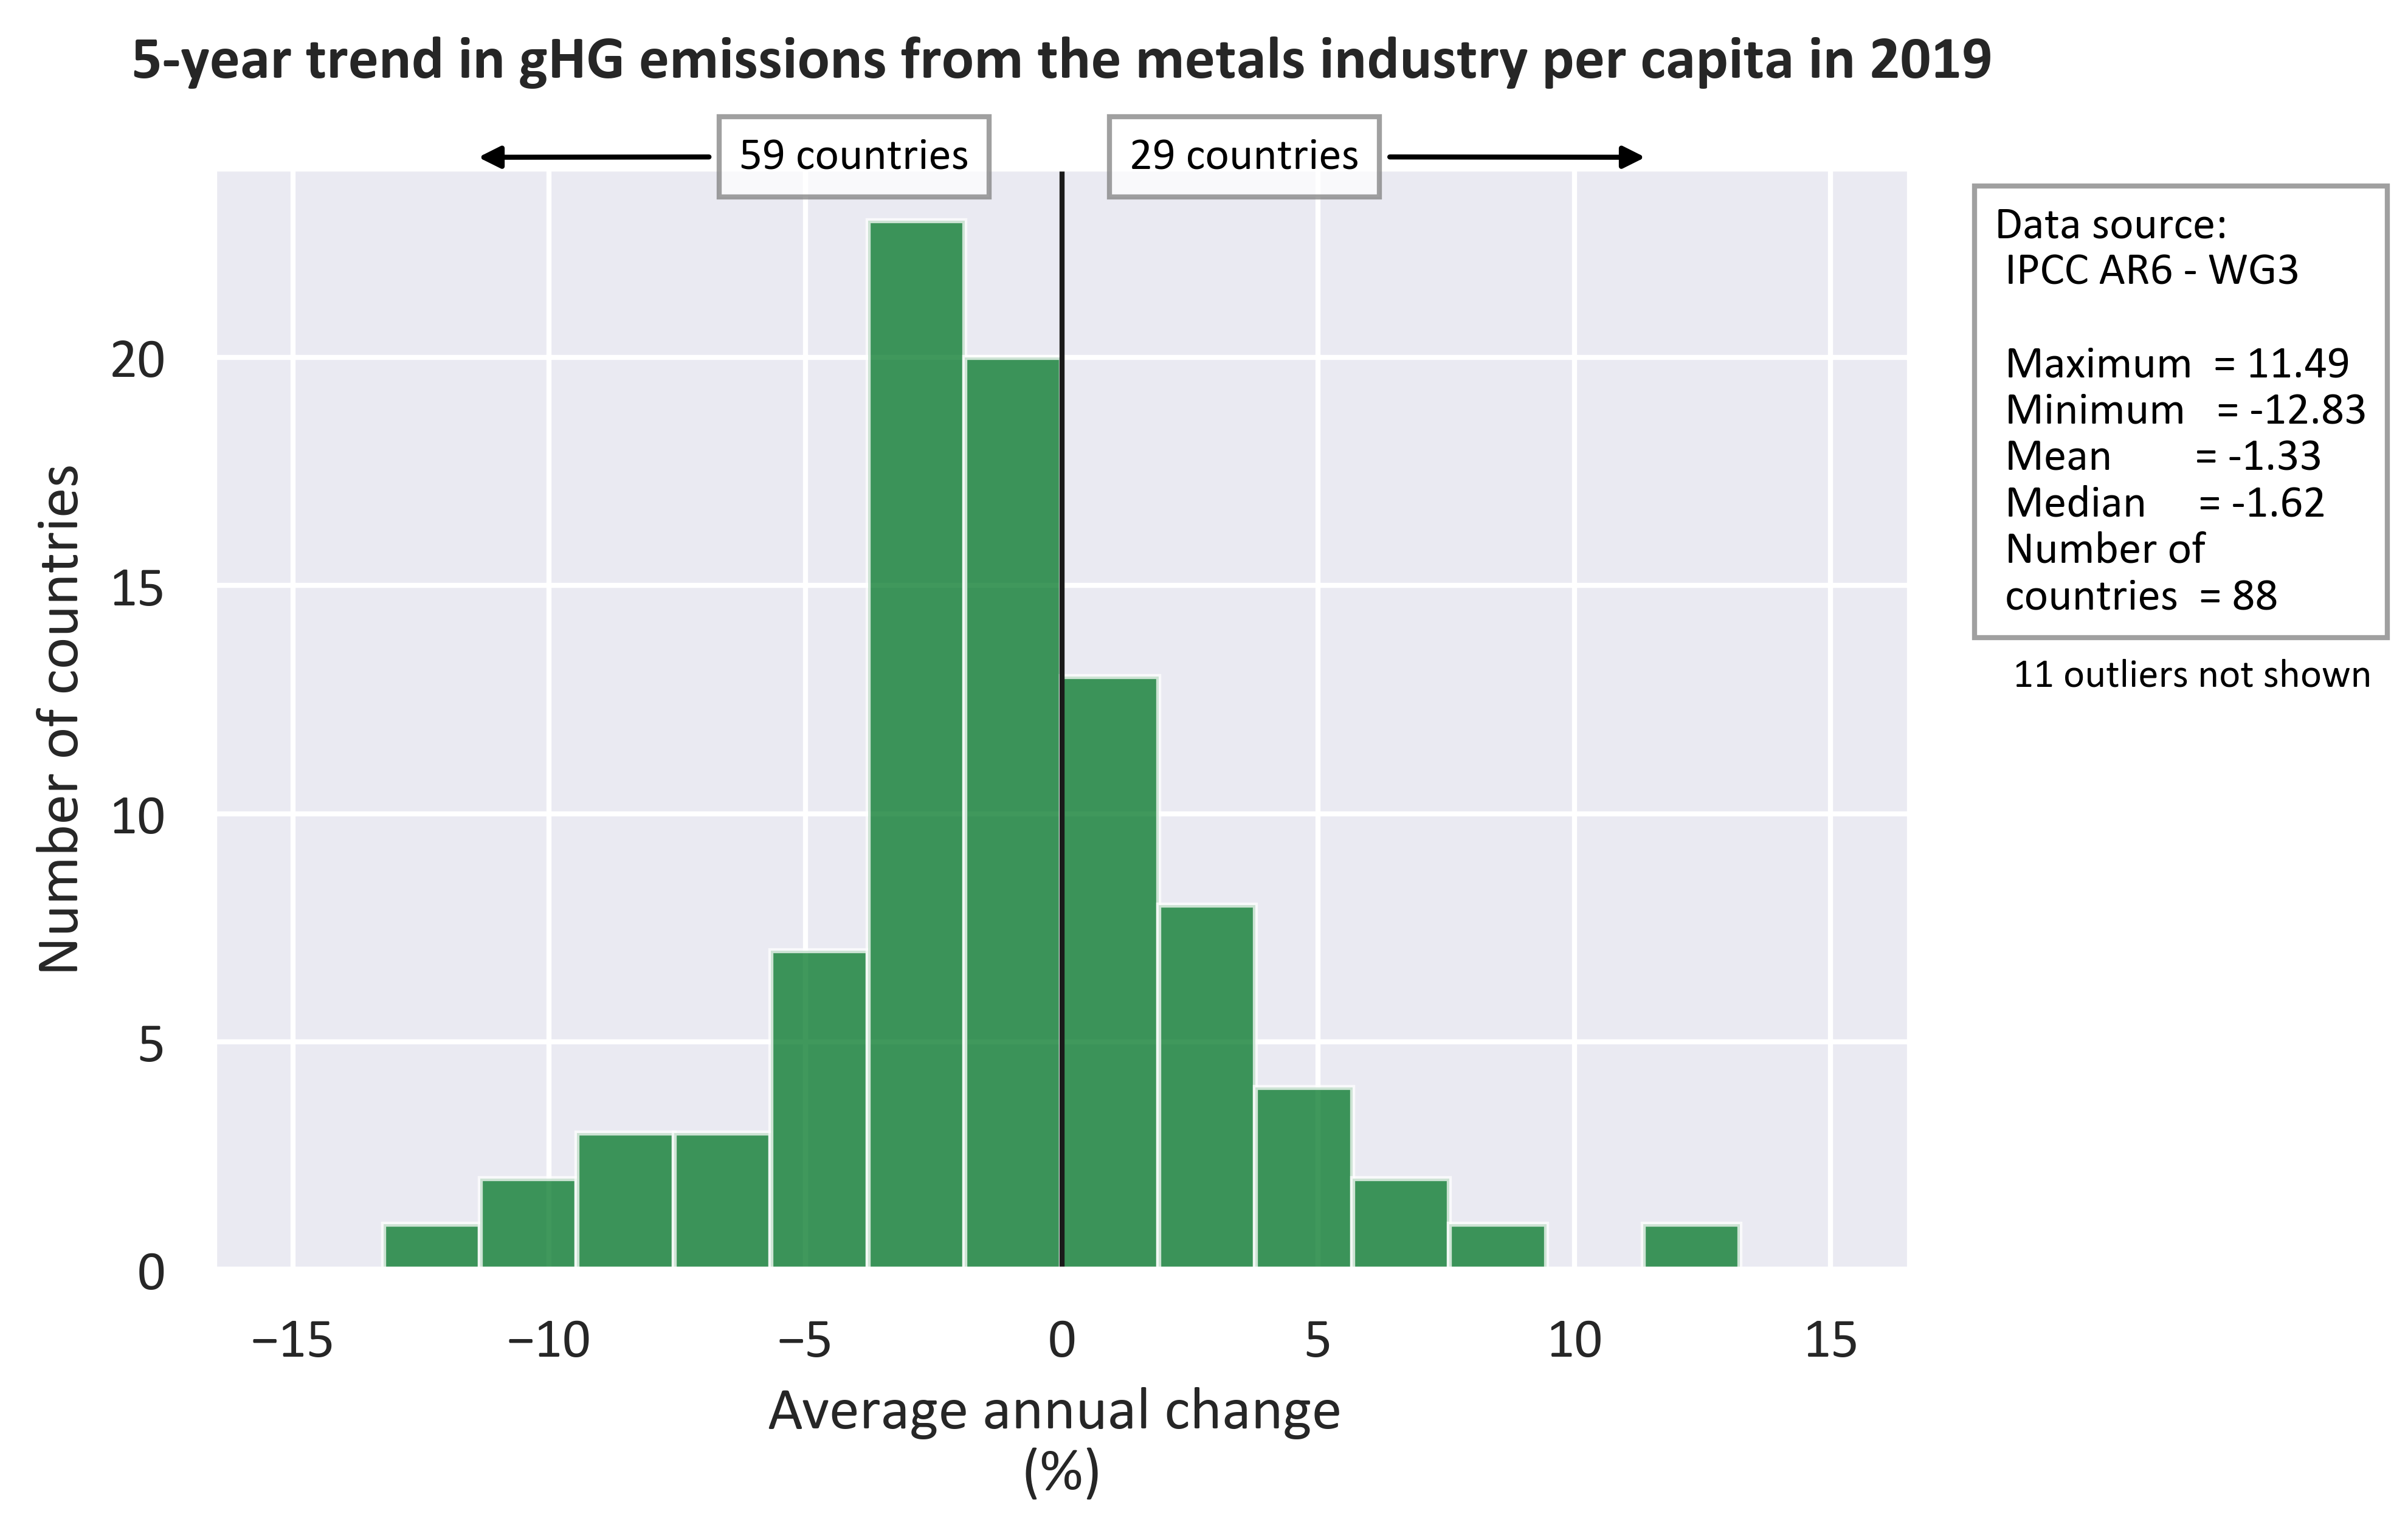 5-year trend in gHG emissions from the metals industry per capita in 2019
59 countries
29 countries
Data source:
IPCC AR6 - WG3
Maximum = 11.49
Minimum = -12.83
Mean = -1.33
Median = -1.62
Number of
countries = 88
11 outliers not shown
Number of countries
20
15
10
5
0
−15
−10
−5
0
5
10
15
Average annual change
(%)